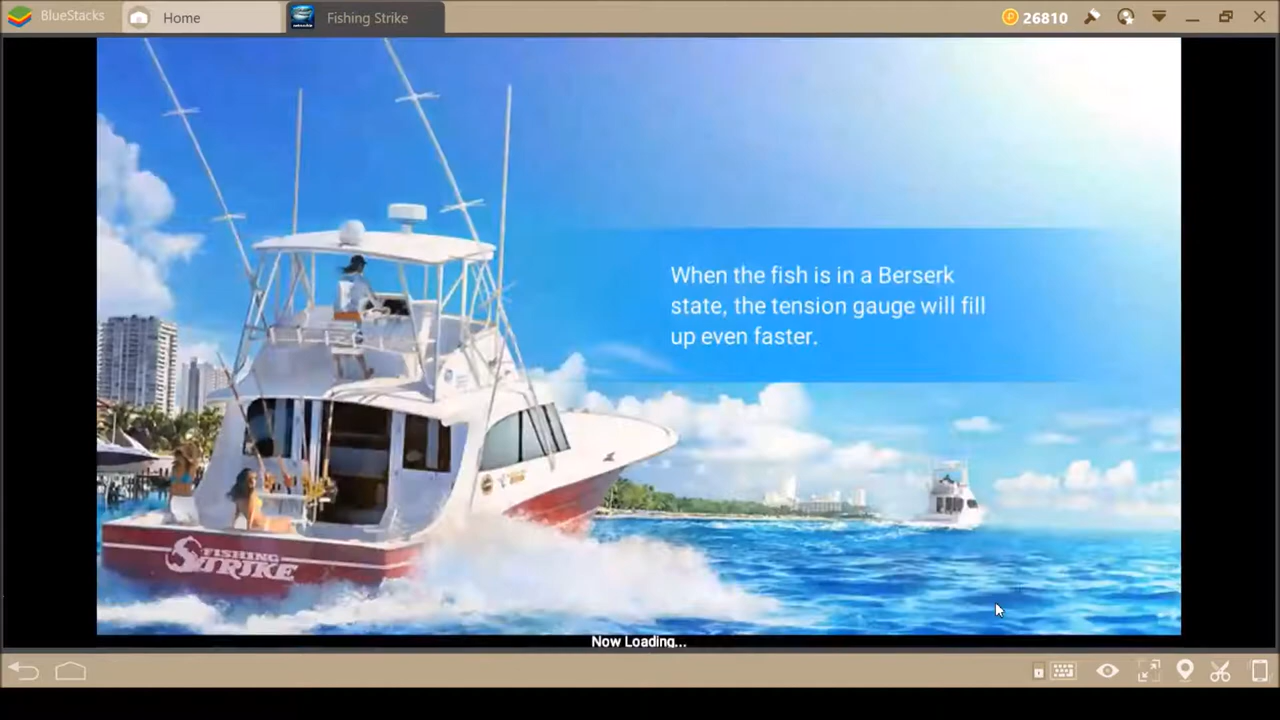 BlueStacks
Home
Fishing Strike
26810
When the fish is in a Berserk
state, the tension gauge will fill
up even faster.
FISHING
STRIKE
Now Loading...